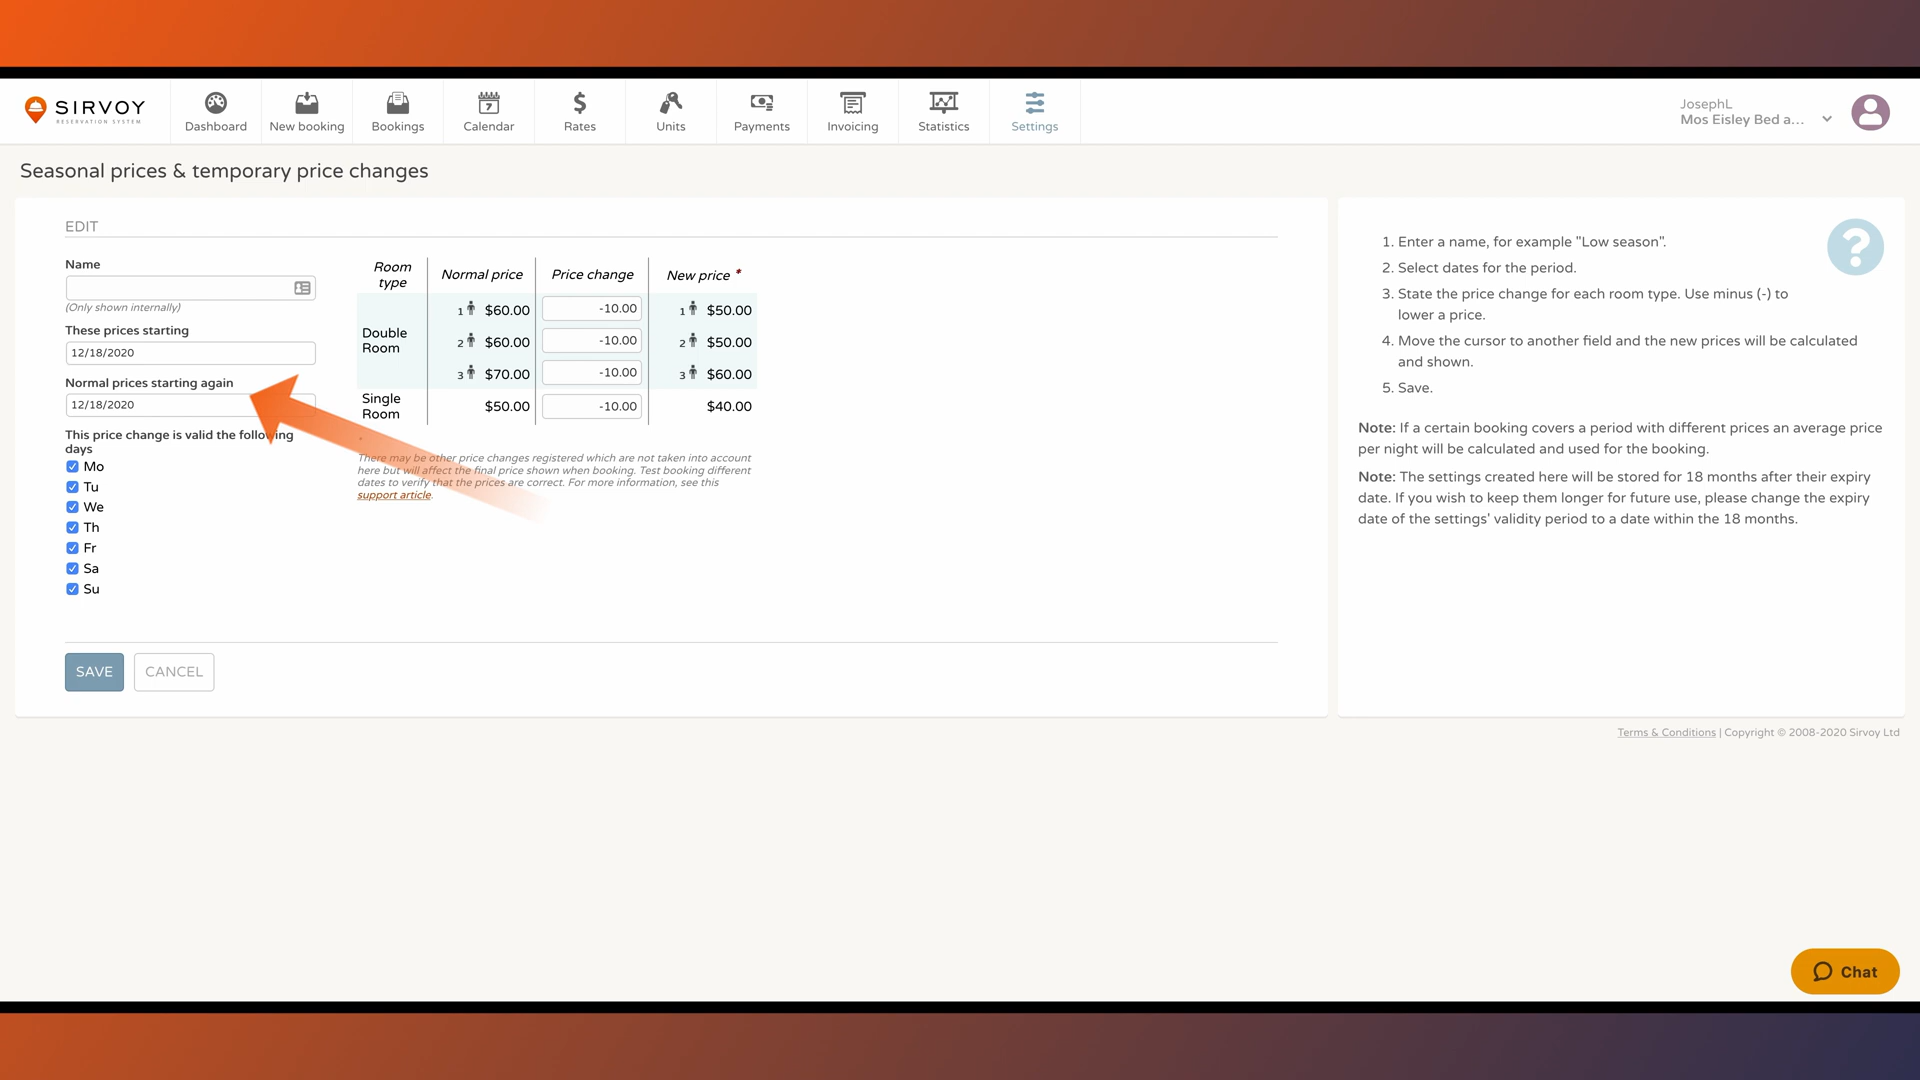 SIRVOY
RESERVATION SYSTEM
Dashboard
New booking
Bookings
7
Calendar
Rates
Units
Payments
Invoicing
Statistics
Settings
JosephL
Mos Eisley Bed a...
Seasonal prices & temporary price changes
EDIT
Name
(Only shown internally)
These prices starting
12/18/2020
Normal prices starting again
12/18/2020
This price change is valid the following
days
Mo
Tu
We
Th
Fr
Sa
Su
Room type Normal price Price change New price *
Double Room
1 $60.00 -10.00 1 $50.00
2 $60.00 -10.00 2 $50.00
3 $70.00 -10.00 3 $60.00
Single Room $50.00 -10.00 $40.00
*
There may be other price changes registered which are not taken into account
here but will affect the final price shown when booking. Test booking different
dates to verify that the prices are correct. For more information, see this
support article.
SAVE
CANCEL
?
1. Enter a name, for example "Low season".
2. Select dates for the period.
3. State the price change for each room type. Use minus (-) to
lower a price.
4. Move the cursor to another field and the new prices will be calculated
and shown.
5. Save.
Note: If a certain booking covers a period with different prices an average price
per night will be calculated and used for the booking.
Note: The settings created here will be stored for 18 months after their expiry
date. If you wish to keep them longer for future use, please change the expiry
date of the settings' validity period to a date within the 18 months.
Terms & Conditions | Copyright © 2008-2020 Sirvoy Ltd
Chat